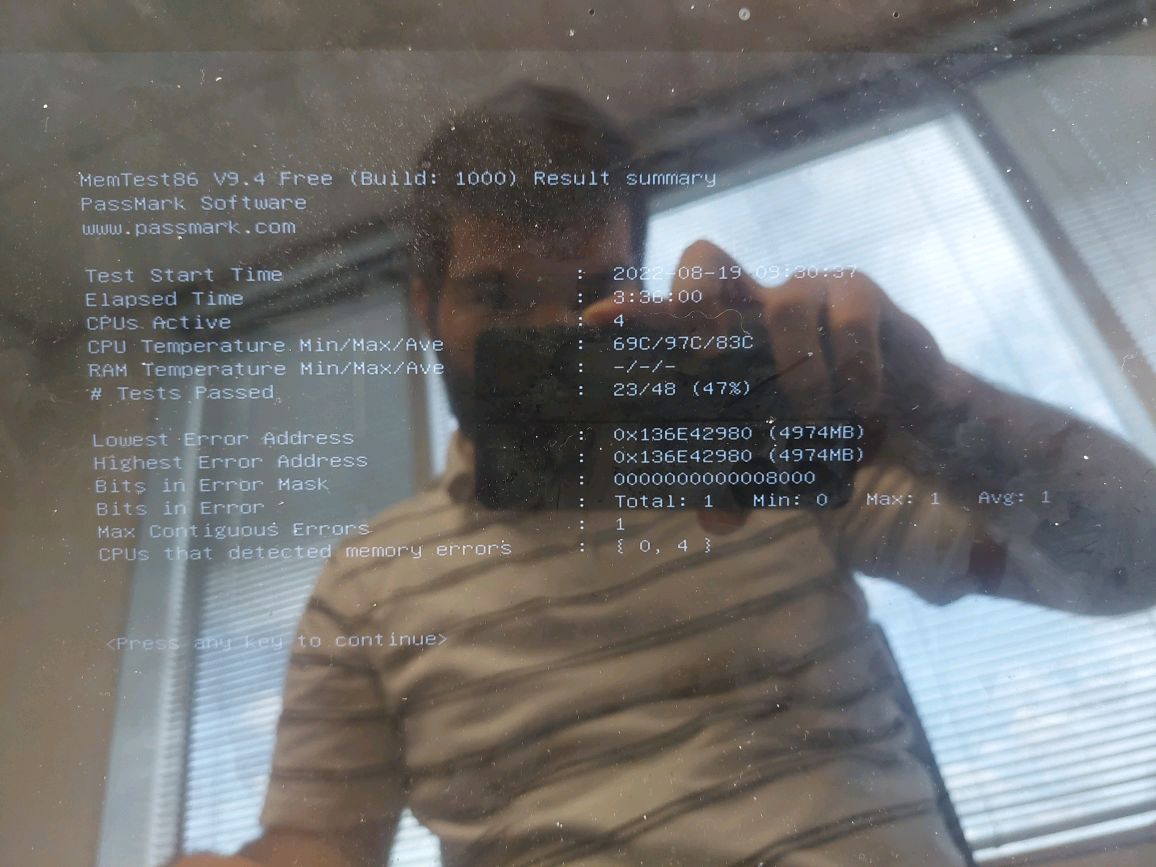 MemTest86 V9.4 Free (Build: 1000) Result summary
PassMark Software
www.passmark.com
Test Start Time : 2022-08-19 09:30:37
Elapsed Time : 3:36:00
CPUs Active : 4
CPU Temperature Min/Max/Ave : 69C/97C/83C
RAM Temperature Min/Max/Ave : -/-/-
# Tests Passed : 23/48 (47%)
Lowest Error Address : 0x136E42980 (4974MB)
Highest Error Address : 0x136E42980 (4974MB)
Bits in Error Mask : 0000000000008000
Bits in Error : Total: 1 Min: 0 Max: 1 Avg: 1
Max Contiguous Errors : 1
CPUs that detected memory errors : { 0, 4 }
<Press any key to continue>